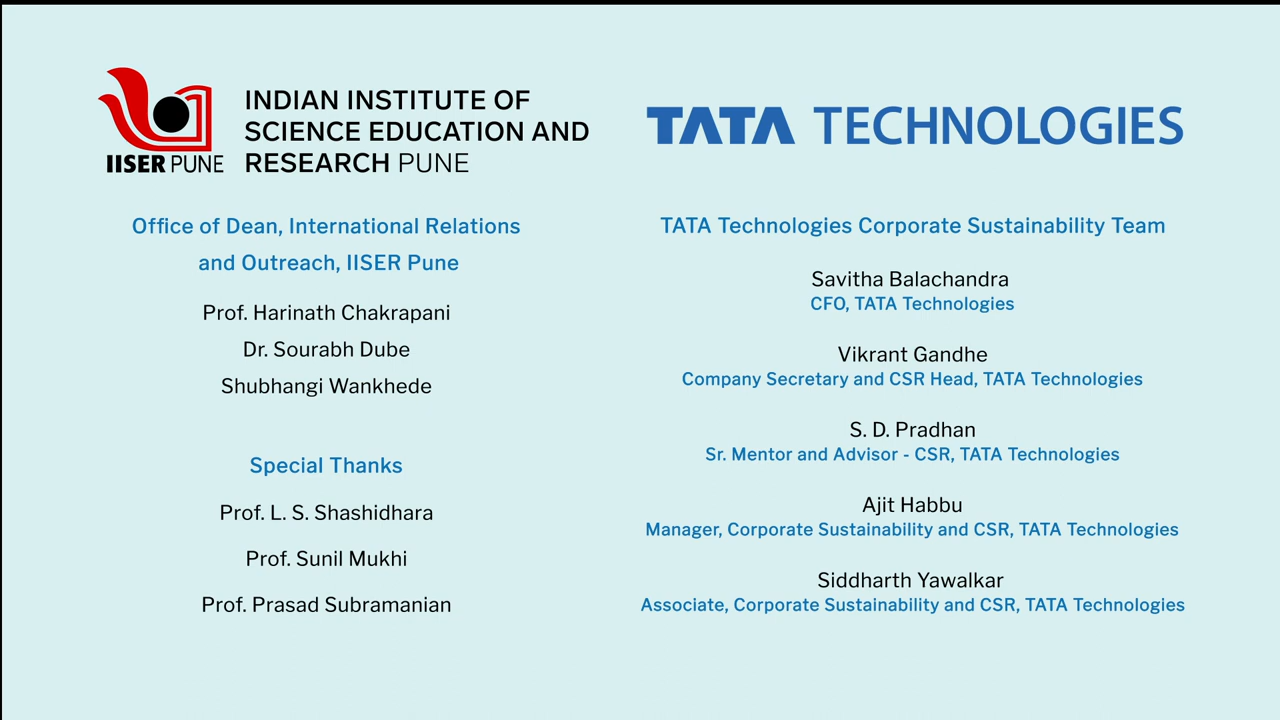 IISER PUNE
INDIAN INSTITUTE OF
SCIENCE EDUCATION AND
RESEARCH PUNE
Office of Dean, International Relations
and Outreach, IISER Pune
Prof. Harinath Chakrapani
Dr. Sourabh Dube
Shubhangi Wankhede
Special Thanks
Prof. L. S. Shashidhara
Prof. Sunil Mukhi
Prof. Prasad Subramanian
TATA TECHNOLOGIES
TATA Technologies Corporate Sustainability Team
Savitha Balachandra
CFO, TATA Technologies
Vikrant Gandhe
Company Secretary and CSR Head, TATA Technologies
S. D. Pradhan
Sr. Mentor and Advisor - CSR, TATA Technologies
Ajit Habbu
Manager, Corporate Sustainability and CSR, TATA Technologies
Siddharth Yawalkar
Associate, Corporate Sustainability and CSR, TATA Technologies